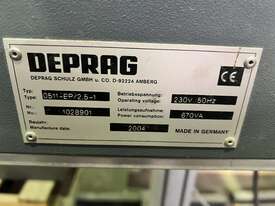 DEPRAG
DEPRAG SCHULZ GMBH u. CO. D-92224 AMBERG
CE
Typ:
Type: 0511-EP/2.5-1
Betriebsspannung:
Operating voltage: 230V 50Hz
Nr.:
No.: 1028901
Leistungsaufnahme:
Power consumption: 670VA
Baujahr:
Manufacture date: 2004
MADE IN GERMANY